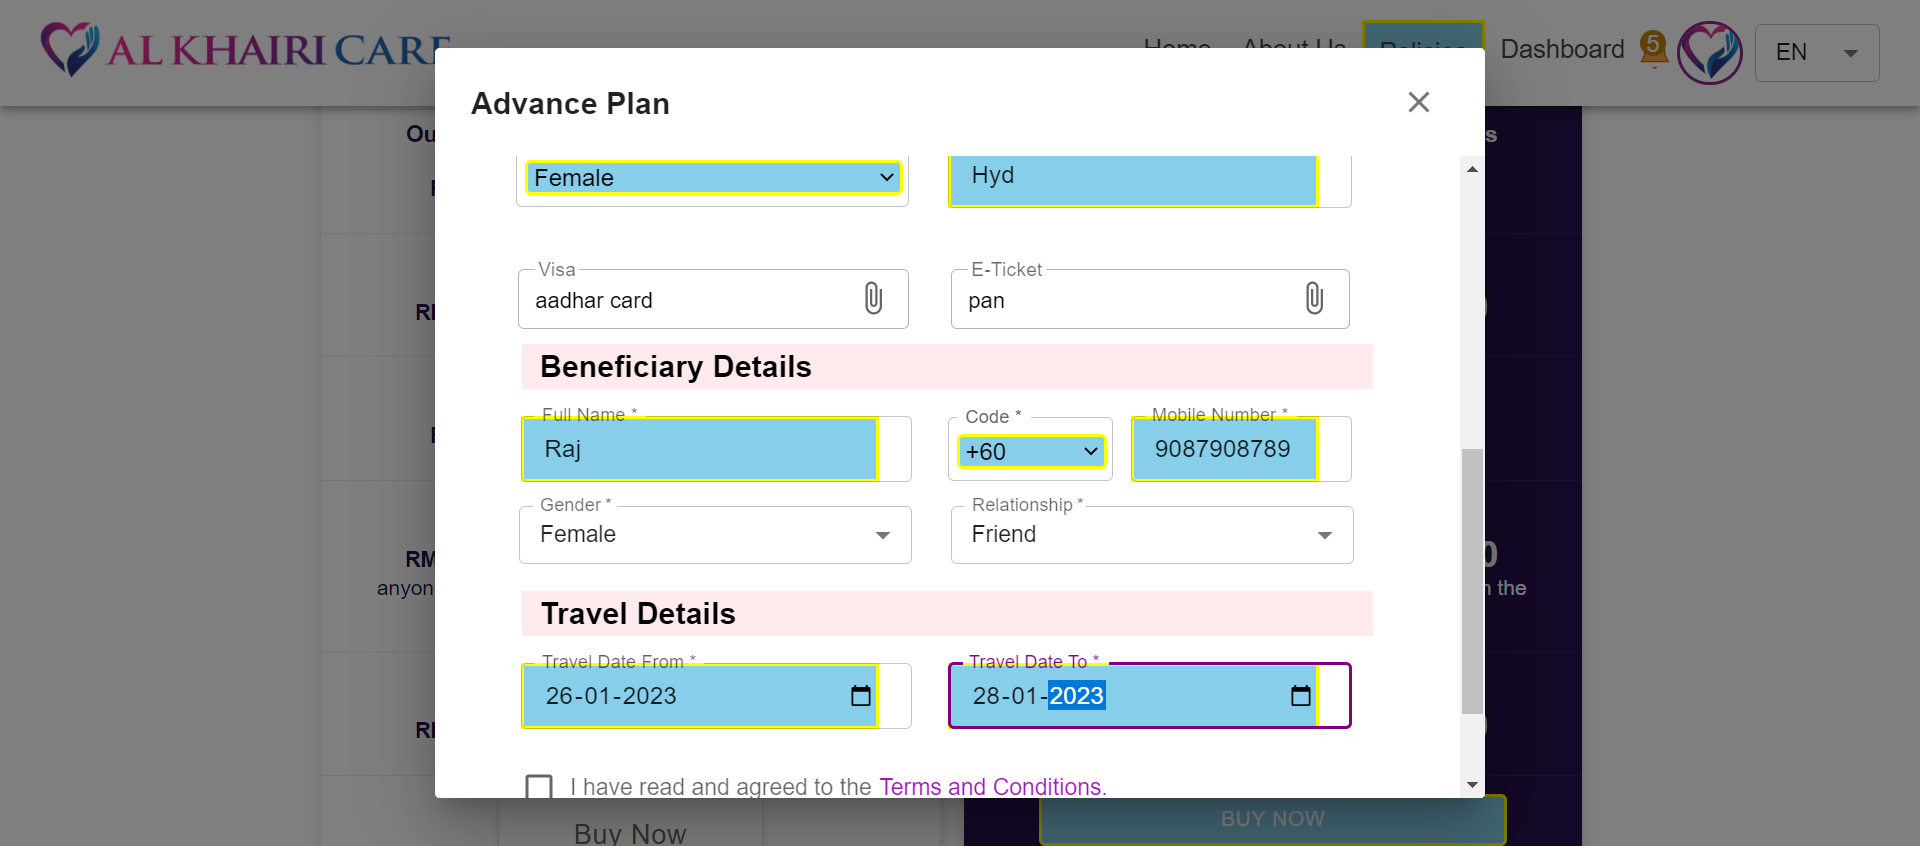 AL KHAIRI CARE
Home About Us Policies Dashboard 5 EN
Advance Plan
Female
Hyd
Visa
aadhar card
E-Ticket
pan
Beneficiary Details
Full Name *
Raj
Code *
+60
Mobile Number *
9087908789
Gender *
Female
Relationship *
Friend
Travel Details
Travel Date From *
26-01-2023
Travel Date To *
28-01-2023
I have read and agreed to the Terms and Conditions.
Ou
s
RM
0
anyon
the
Buy Now
BUY NOW